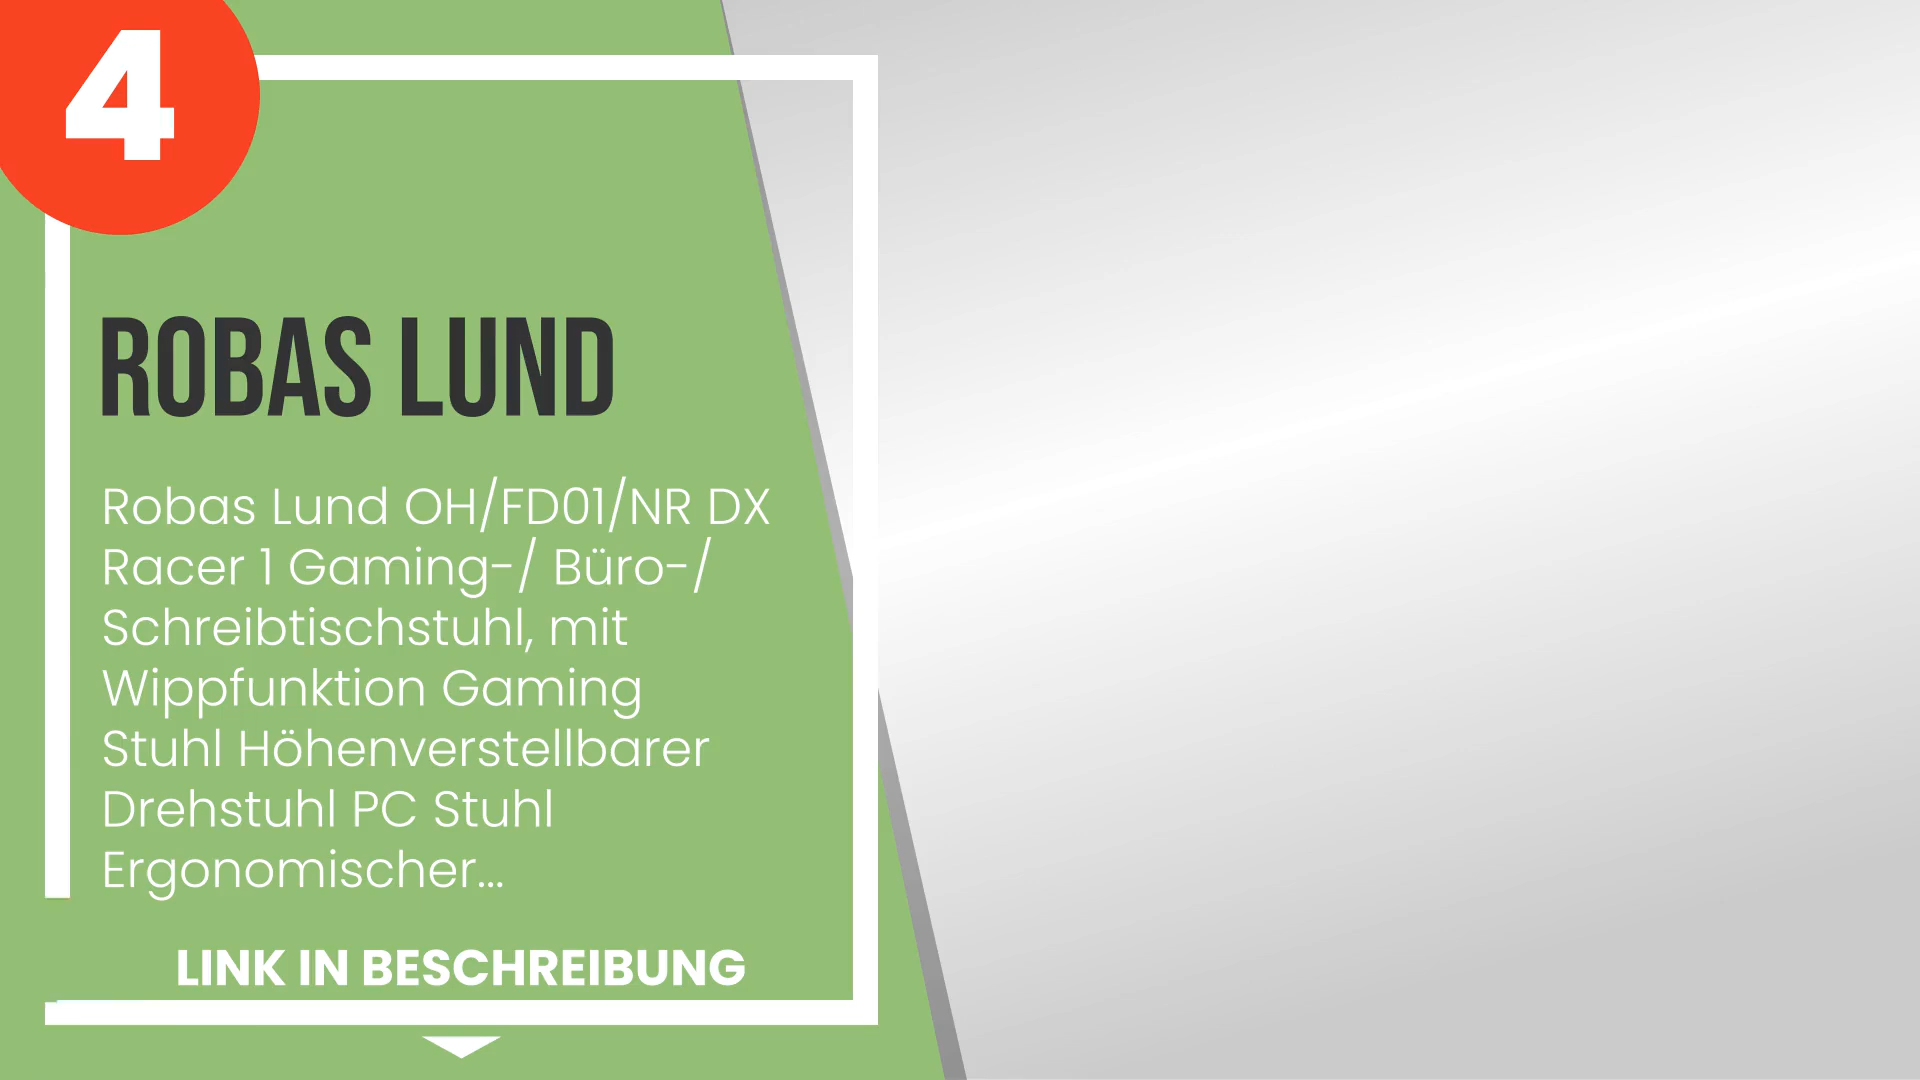 4
ROBAS LUND
Robas Lund OH/FD01/NR DX
Racer 1 Gaming-/ Büro-/
Schreibtischstuhl, mit
Wippfunktion Gaming
Stuhl Höhenverstellbarer
Drehstuhl PC Stuhl
Ergonomischer...
LINK IN BESCHREIBUNG